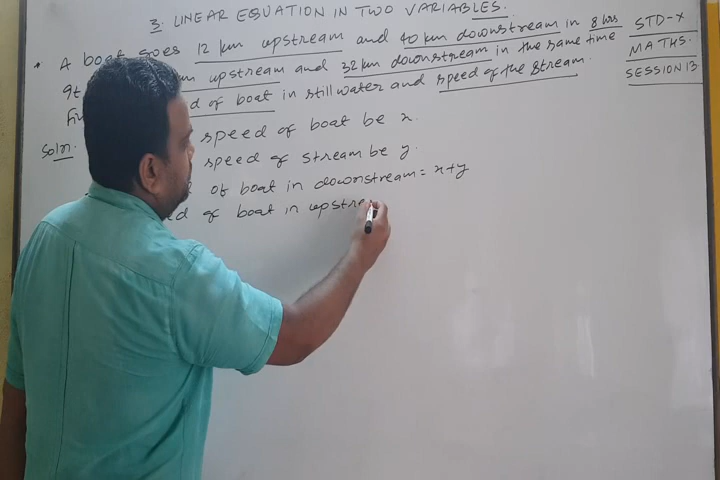 3. LINEAR EQUATION IN TWO VARIABLES.
A boat goes 12 km upstream and 40 km downstream in 8 hrs
STD-X
km upstream and 32 km downstream in the same time
MATHS.
of boat in still water and speed of the stream.
SESSION 13
Soln. speed of boat be x.
speed of stream be y.
of boat in downstream = x+y
of boat in upstre